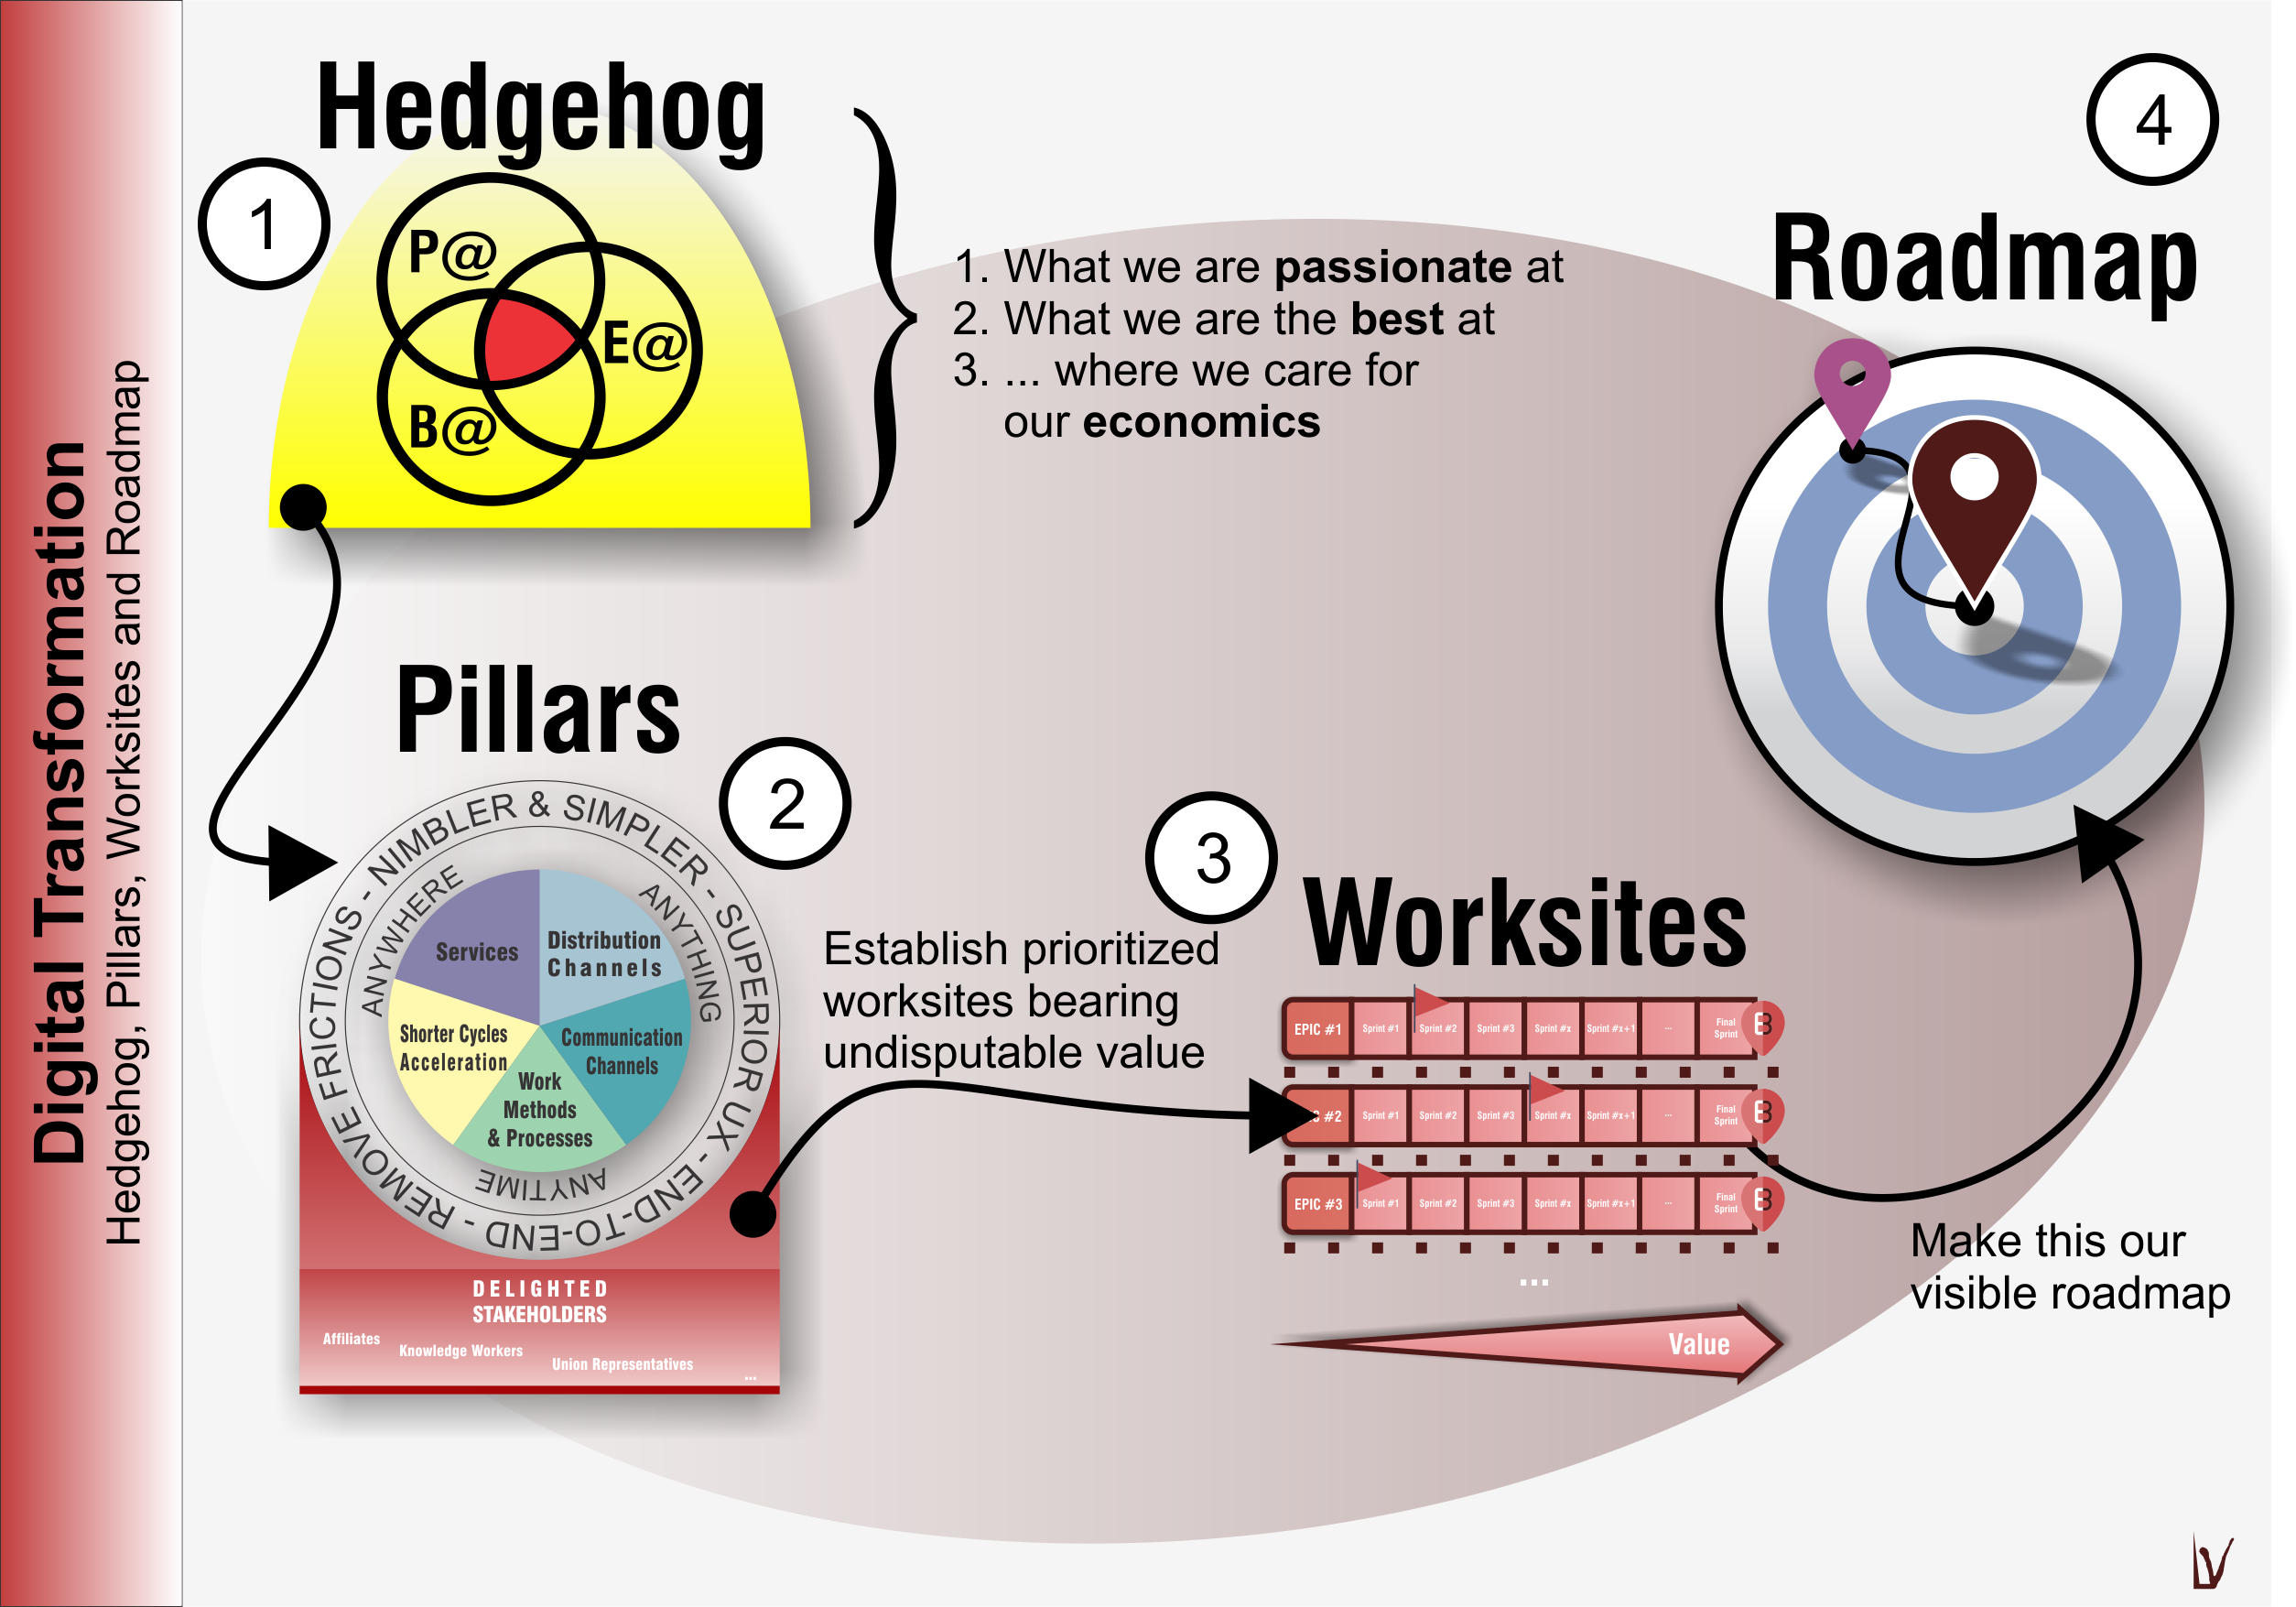 Digital Transformation
Hedgehog, Pillars, Worksites and Roadmap
Hedgehog
1
P@
E@
B@
1. What we are passionate at
2. What we are the best at
3. ... where we care for
our economics
4
Roadmap
Pillars
2
REMOVE FRICTIONS - NIMBLER & SIMPLER - SUPERIOR UX - END-TO-END -
ANYWHERE
ANYTHING
ANYTIME
Services
Distribution
Channels
Shorter Cycles
Acceleration
Communication
Channels
Work
Methods
& Processes
DELIGHTED
STAKEHOLDERS
Affiliates
Knowledge Workers
Union Representatives
...
Establish prioritized
worksites bearing
undisputable value
3
Worksites
EPIC #1 Sprint #1 Sprint #2 Sprint #3 Sprint #x Sprint #x+1 ... Final Sprint B
#2 Sprint #1 Sprint #2 Sprint #3 Sprint #x Sprint #x+1 ... Final Sprint B
EPIC #3 Sprint #1 Sprint #2 Sprint #3 Sprint #x Sprint #x+1 ... Final Sprint B
...
Value
Make this our
visible roadmap